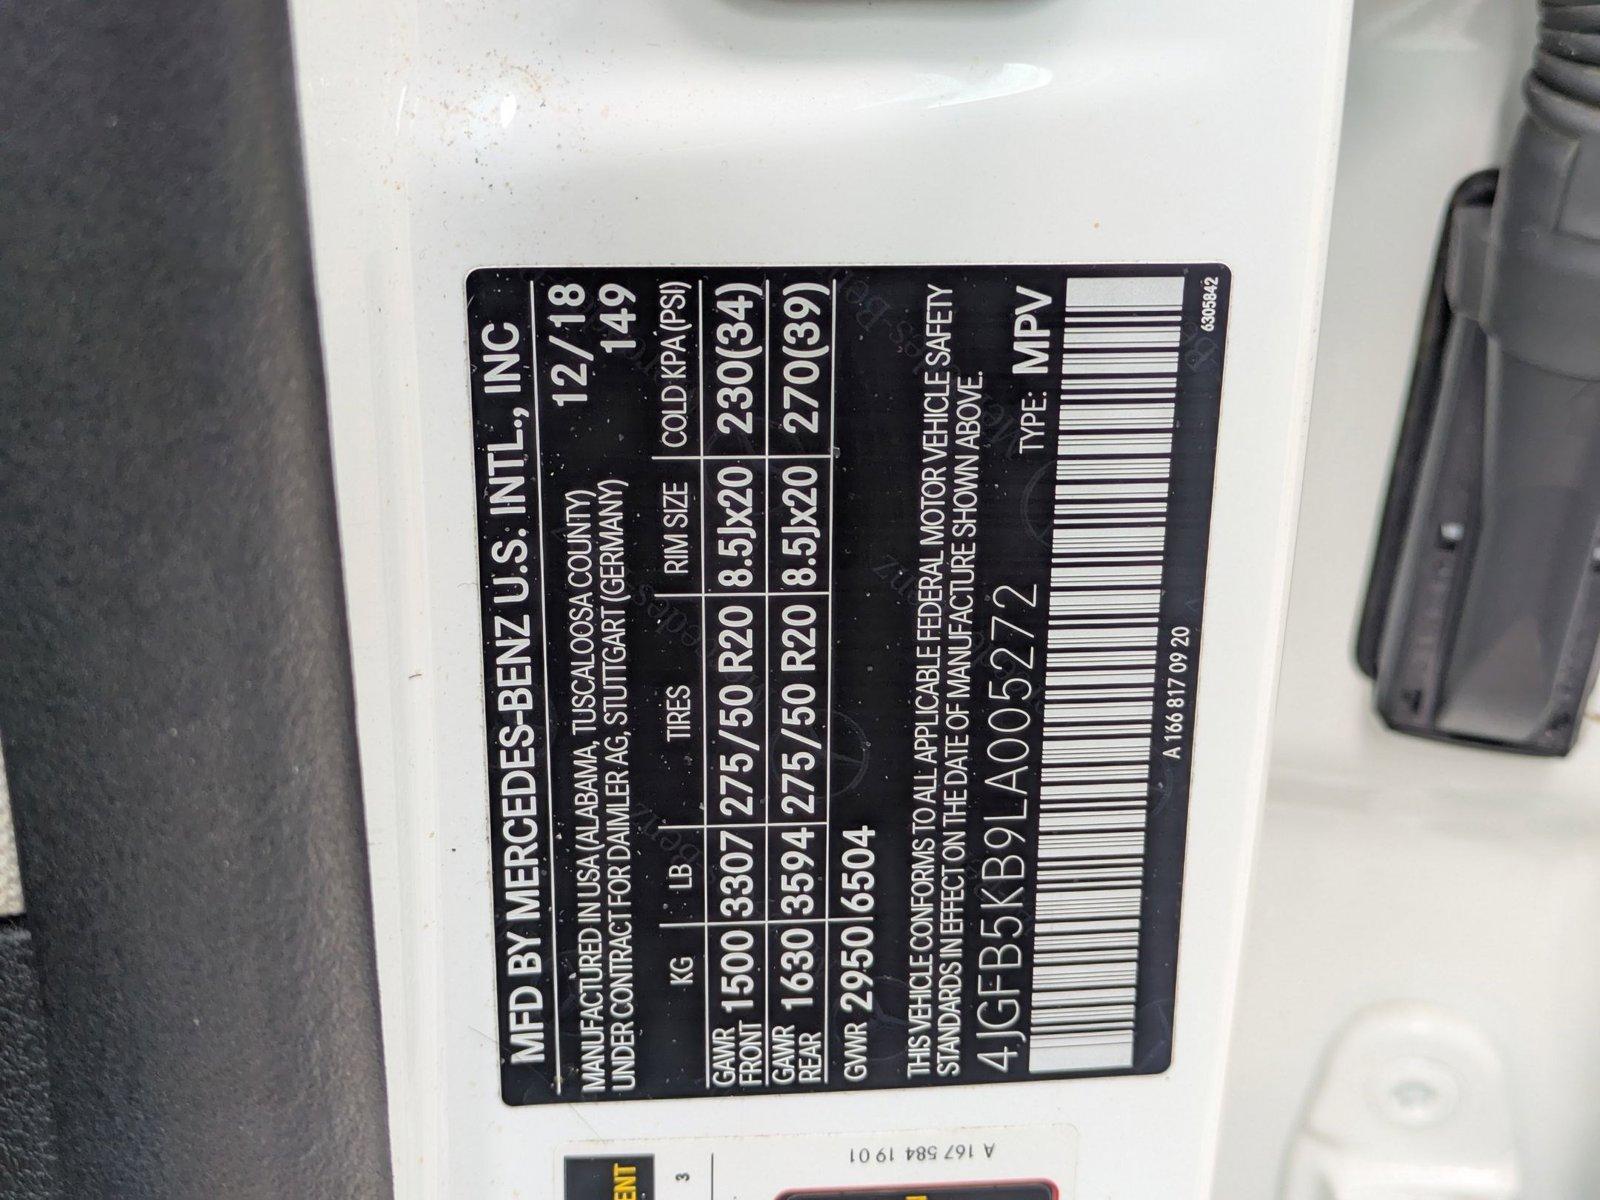 MFD BY MERCEDES-BENZ U.S. INTL., INC
MANUFACTURED IN USA (ALABAMA, TUSCALOOSA COUNTY) 12/18
UNDER CONTRACT FOR DAIMLER AG, STUTTGART (GERMANY) 149
KG LB TIRES RIM SIZE COLD KPA (PSI)
GAWR FRONT 1500 3307 275/50 R20 8.5Jx20 230(34)
GAWR REAR 1630 3594 275/50 R20 8.5Jx20 270(39)
GVWR 2950 6504
THIS VEHICLE CONFORMS TO ALL APPLICABLE FEDERAL MOTOR VEHICLE SAFETY
STANDARDS IN EFFECT ON THE DATE OF MANUFACTURE SHOWN ABOVE.
4JGFB5KB9LA005272 TYPE: MPV
A 166 817 09 20
6305842
A 167 584 19 01
3